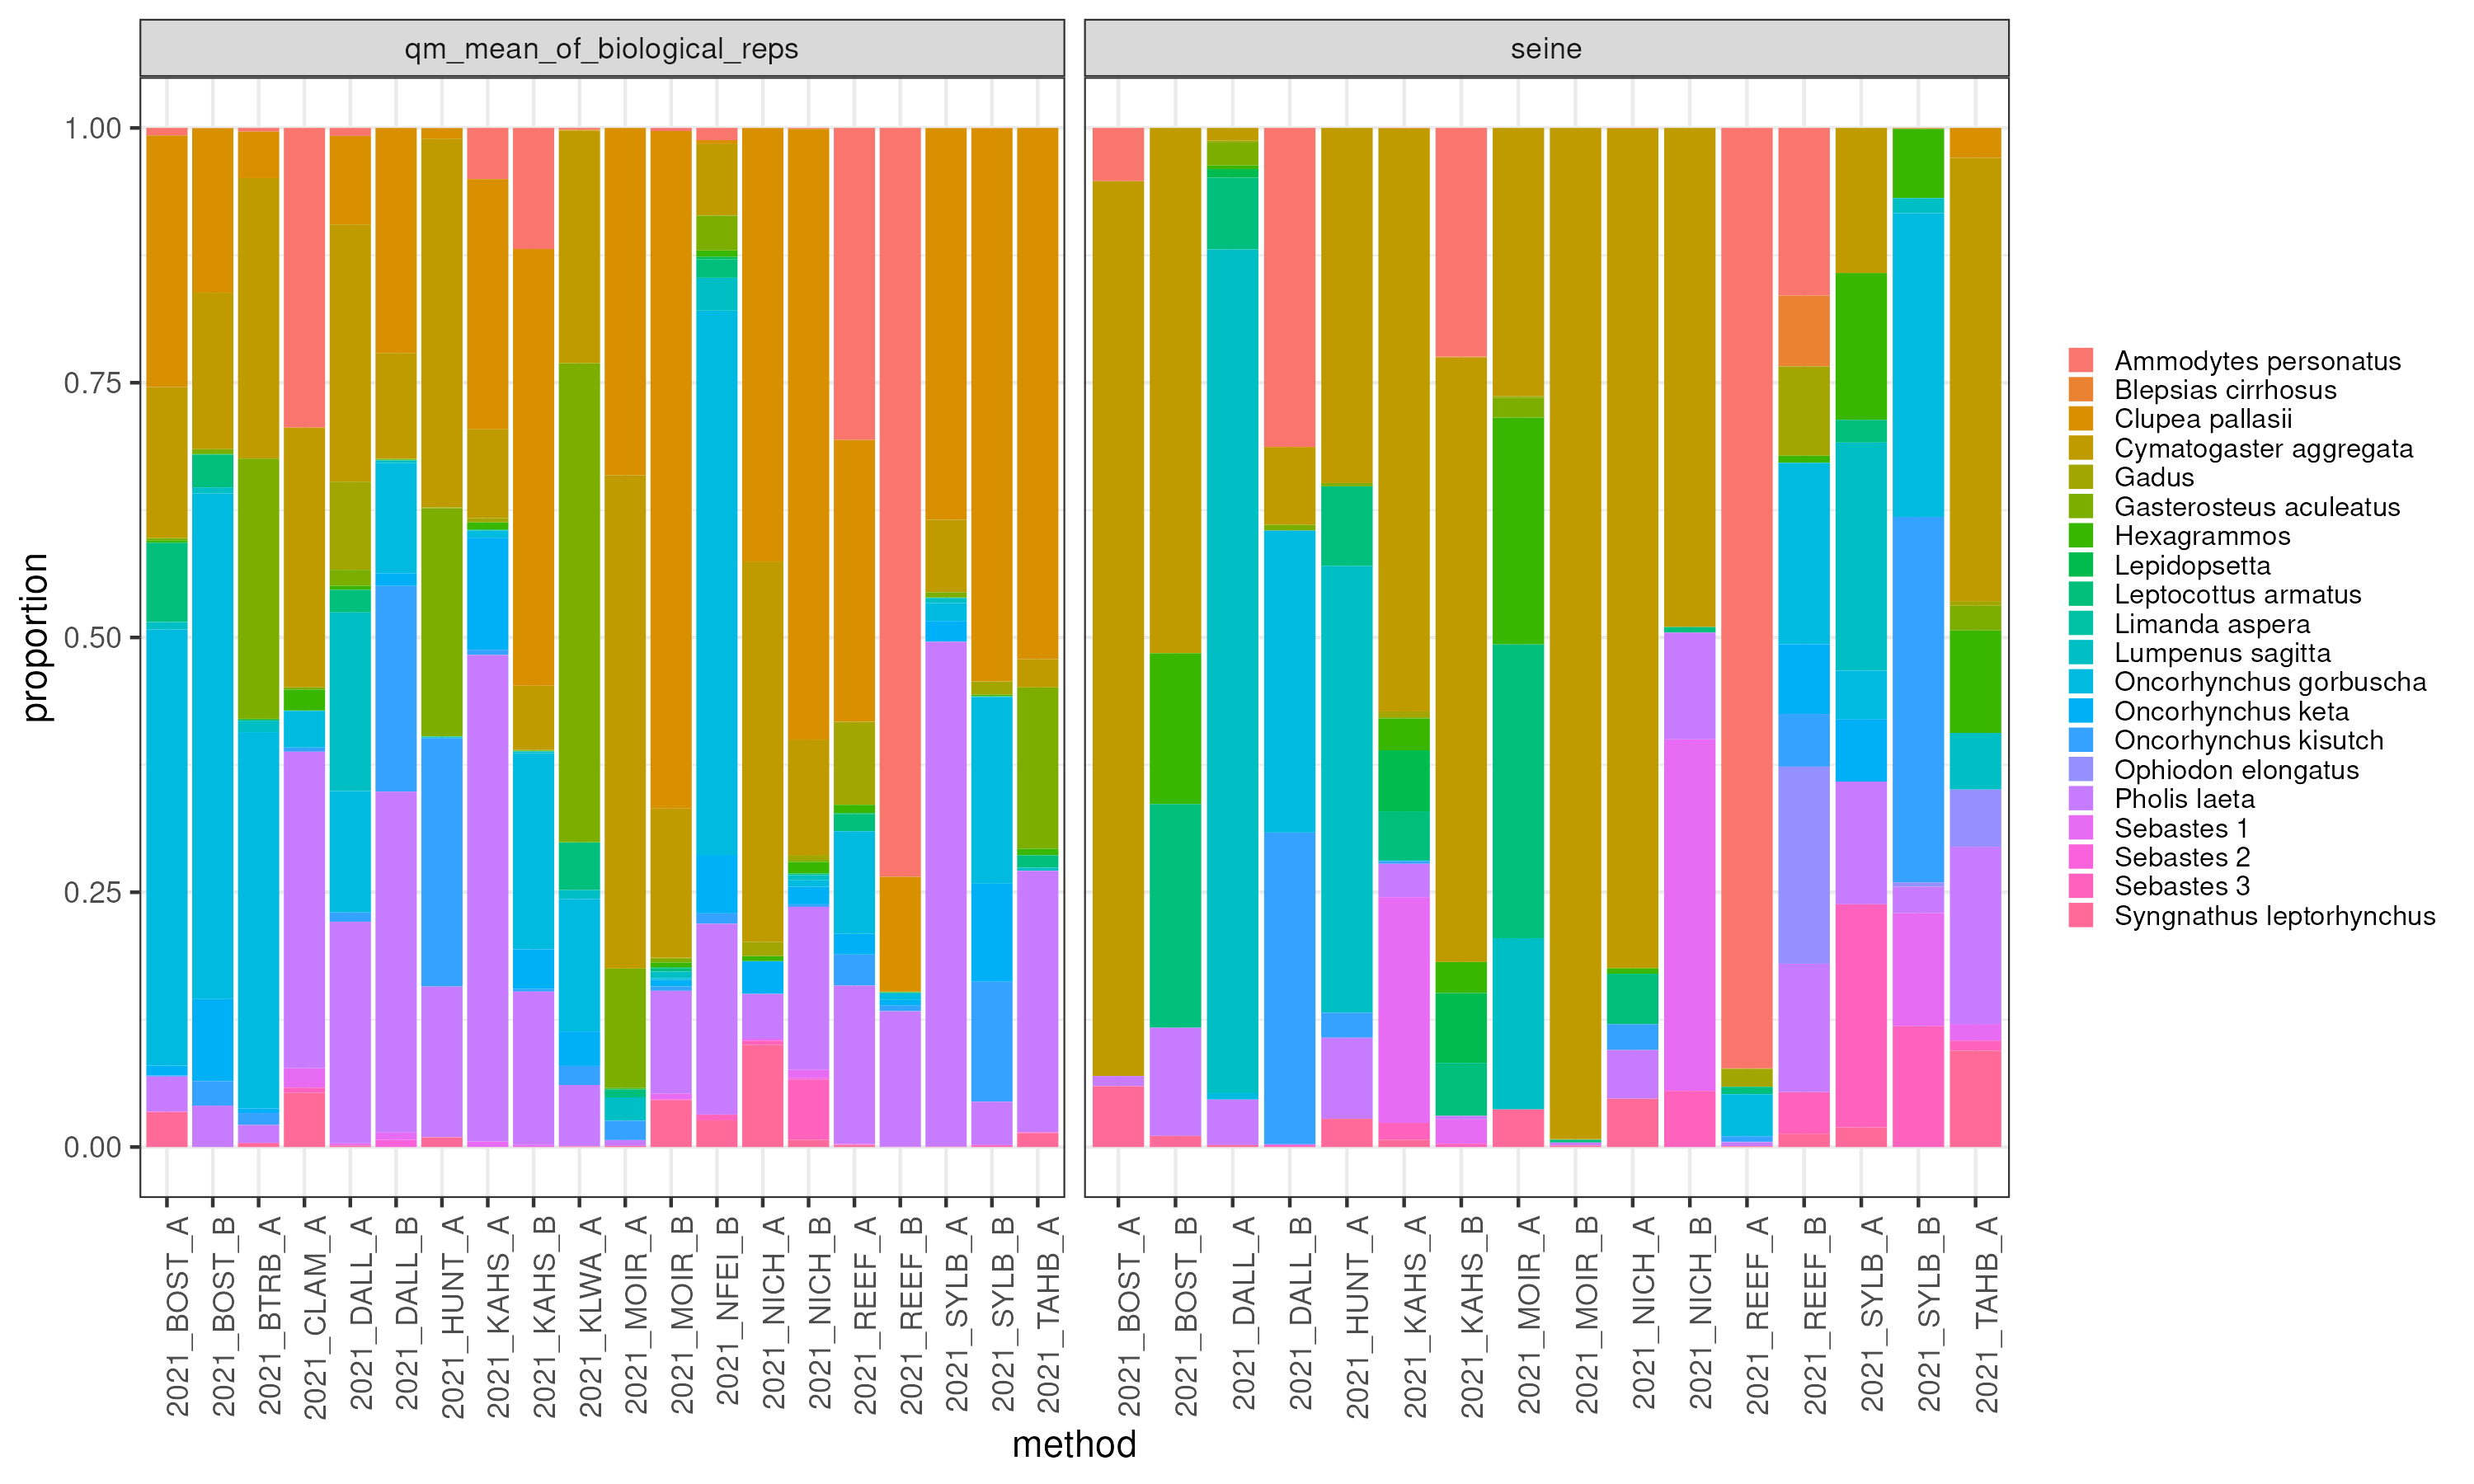 qm_mean_of_biological_reps
seine
proportion
1.00
0.75
0.50
0.25
0.00
2021_BOST_A
2021_BOST_B
2021_BTRB_A
2021_CLAM_A
2021_DALL_A
2021_DALL_B
2021_HUNT_A
2021_KAHS_A
2021_KAHS_B
2021_KLWA_A
2021_MOIR_A
2021_MOIR_B
2021_NFEI_B
2021_NICH_A
2021_NICH_B
2021_REEF_A
2021_REEF_B
2021_SYLB_A
2021_SYLB_B
2021_TAHB_A
2021_BOST_A
2021_BOST_B
2021_DALL_A
2021_DALL_B
2021_HUNT_A
2021_KAHS_A
2021_KAHS_B
2021_MOIR_A
2021_MOIR_B
2021_NICH_A
2021_NICH_B
2021_REEF_A
2021_REEF_B
2021_SYLB_A
2021_SYLB_B
2021_TAHB_A
method
Ammodytes personatus
Blepsias cirrhosus
Clupea pallasii
Cymatogaster aggregata
Gadus
Gasterosteus aculeatus
Hexagrammos
Lepidopsetta
Leptocottus armatus
Limanda aspera
Lumpenus sagitta
Oncorhynchus gorbuscha
Oncorhynchus keta
Oncorhynchus kisutch
Ophiodon elongatus
Pholis laeta
Sebastes 1
Sebastes 2
Sebastes 3
Syngnathus leptorhynchus